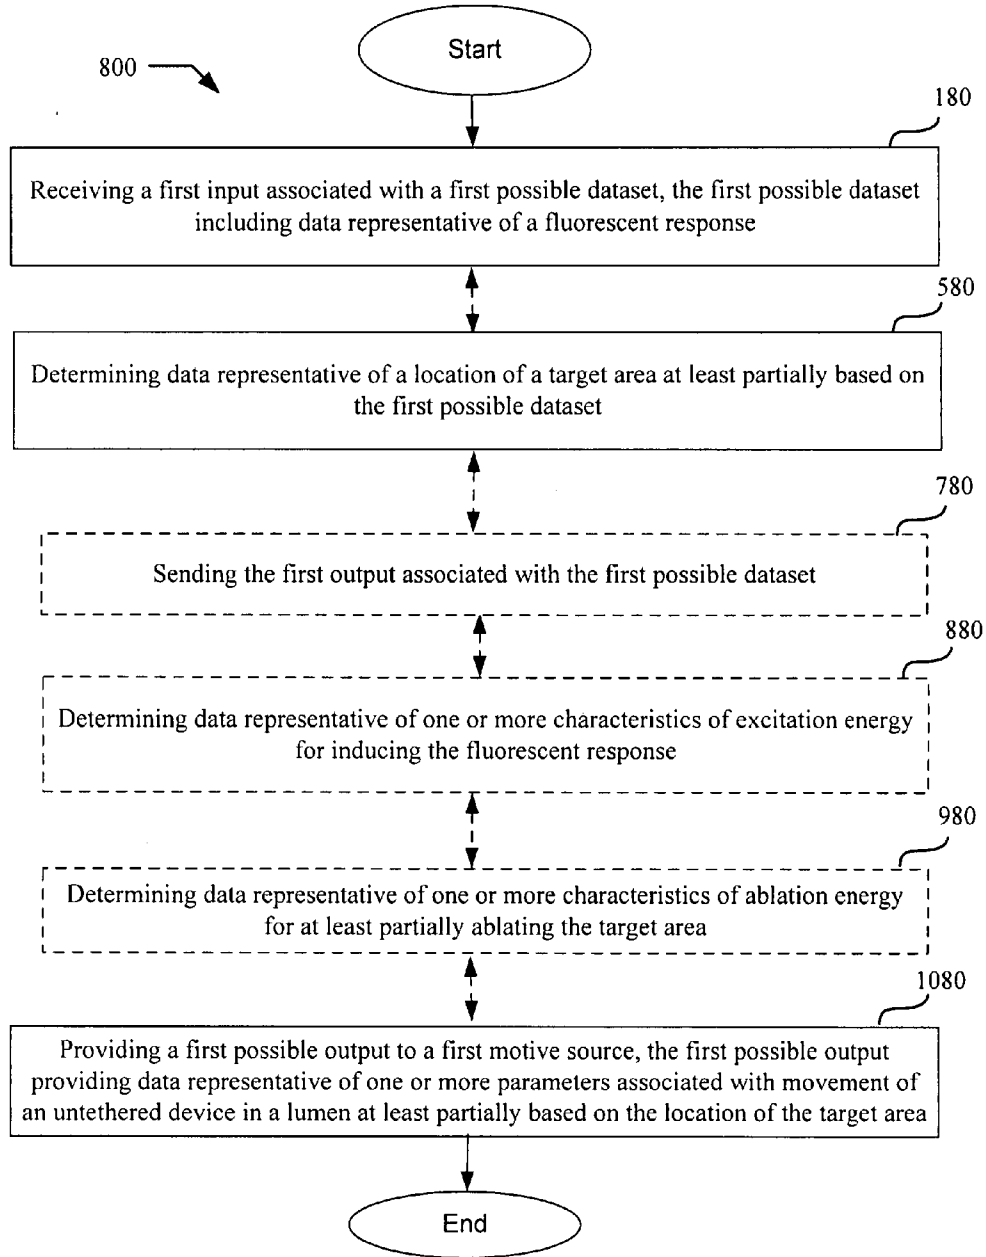 Start
800
180
Receiving a first input associated with a first possible dataset, the first possible dataset
including data representative of a fluorescent response
580
Determining data representative of a location of a target area at least partially based on
the first possible dataset
780
Sending the first output associated with the first possible dataset
880
Determining data representative of one or more characteristics of excitation energy
for inducing the fluorescent response
980
Determining data representative of one or more characteristics of ablation energy
for at least partially ablating the target area
1080
Providing a first possible output to a first motive source, the first possible output
providing data representative of one or more parameters associated with movement of
an untethered device in a lumen at least partially based on the location of the target area
End